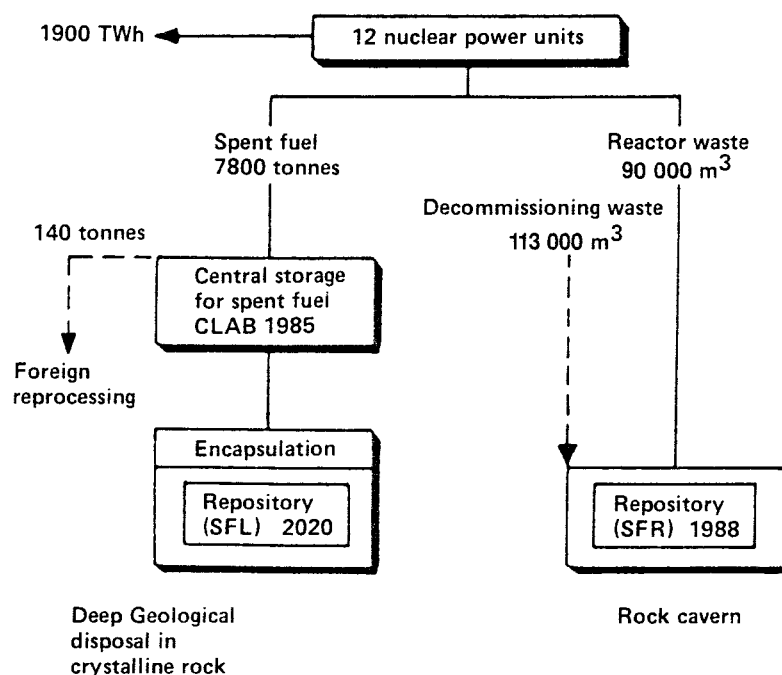 1900 TWh
12 nuclear power units
Spent fuel
7800 tonnes
Reactor waste
90 000 m³
Decommissioning waste
113 000 m³
140 tonnes
Central storage
for spent fuel
CLAB 1985
Foreign
reprocessing
Encapsulation
Repository
(SFL) 2020
Repository
(SFR) 1988
Deep Geological
disposal in
crystalline rock
Rock cavern